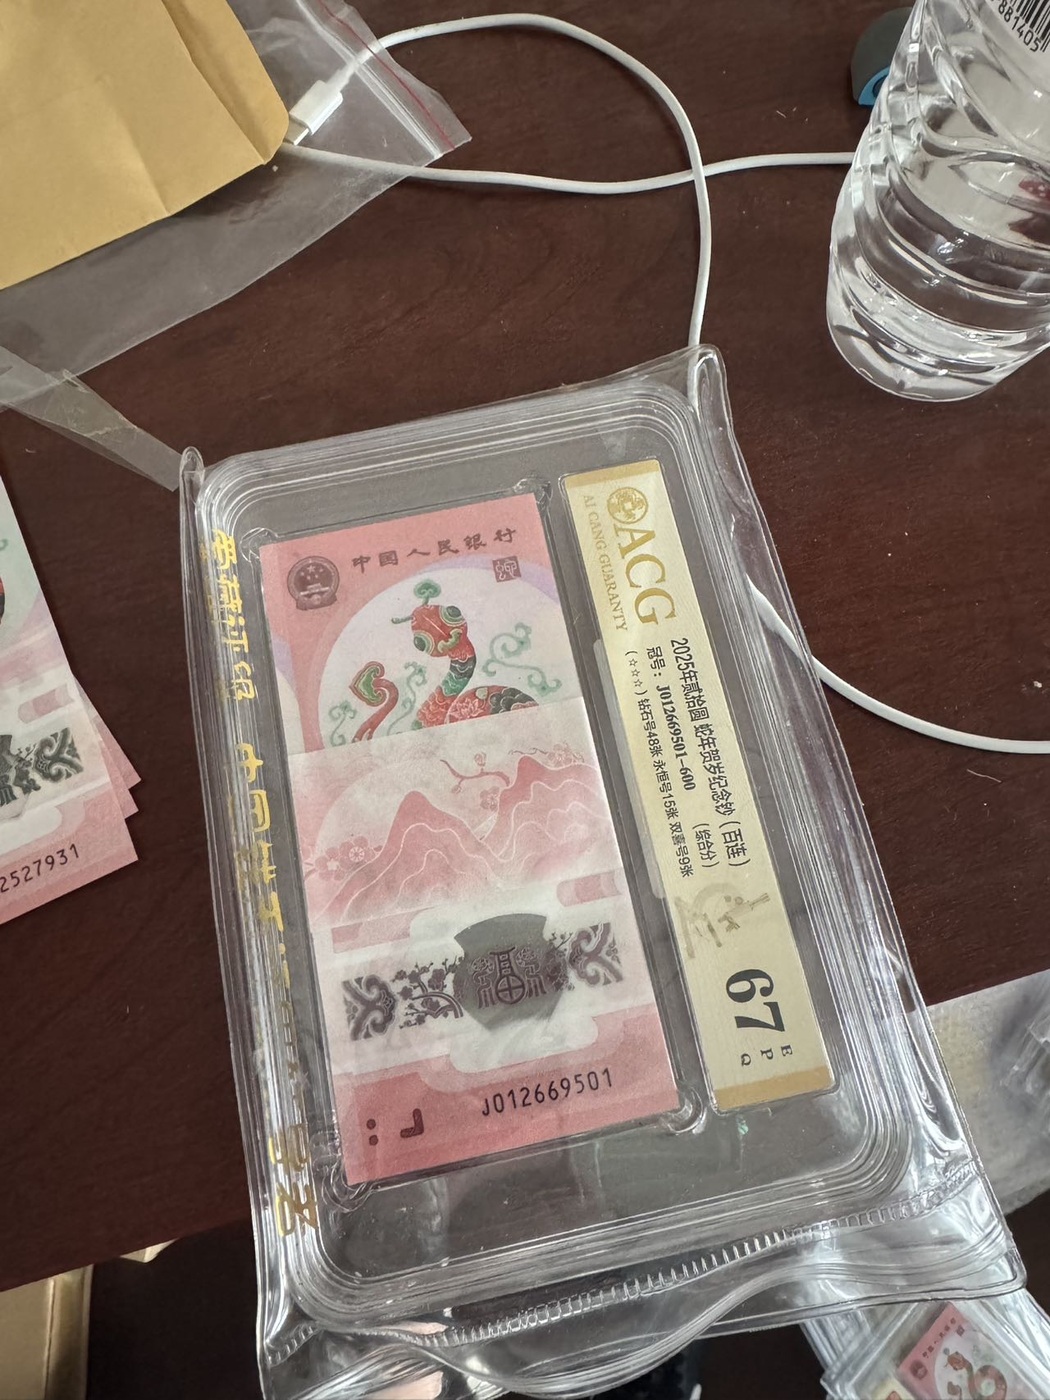 881405
中国人民银行
J012669501
ACG
AI CANG GUARANTY
2025年贰拾圆 蛇年贺岁纪念钞（百连）
冠号：J012669501-600 （综合分）
（☆☆☆）钻石号48张 永恒号15张 双喜号9张
67
E
P
Q
2527931